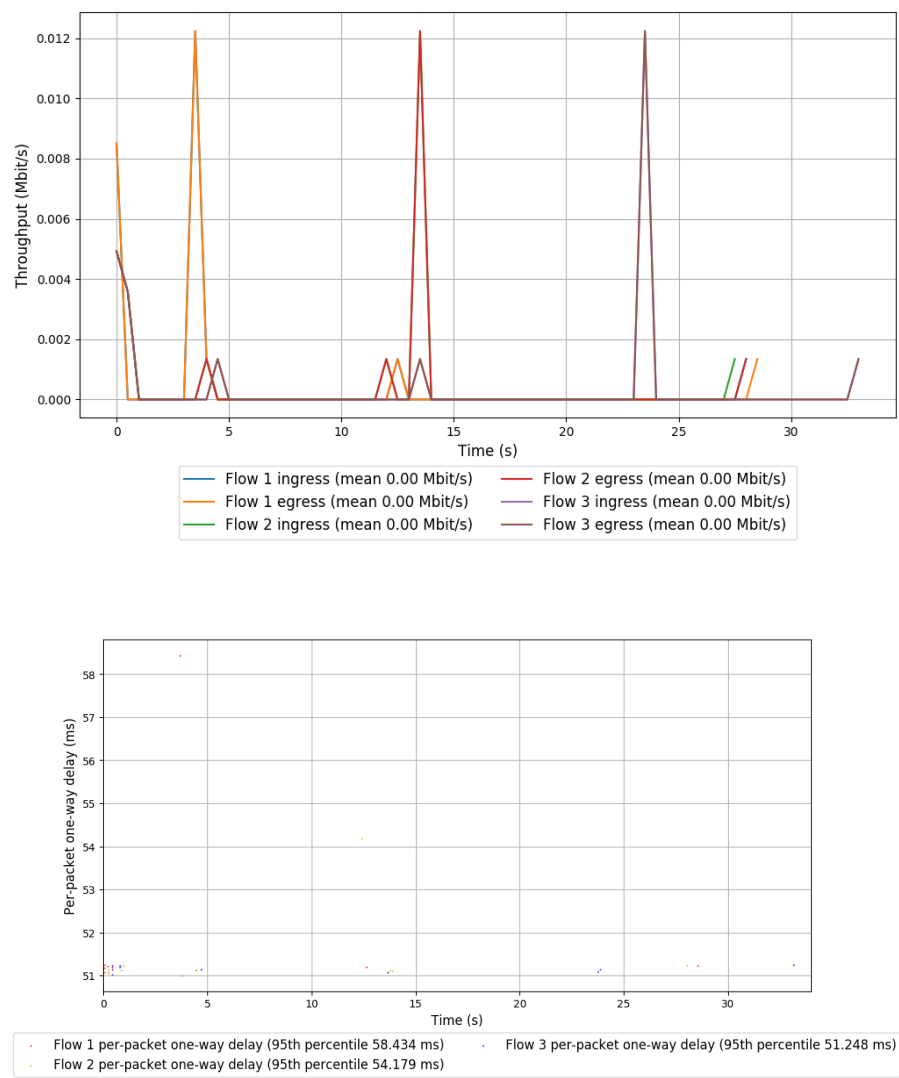 0.012
0.010
0.008
0.006
0.004
0.002
0.000
Throughput (Mbit/s)
0 5 10 15 20 25 30
Time (s)
Flow 1 ingress (mean 0.00 Mbit/s)
Flow 1 egress (mean 0.00 Mbit/s)
Flow 2 ingress (mean 0.00 Mbit/s)
Flow 2 egress (mean 0.00 Mbit/s)
Flow 3 ingress (mean 0.00 Mbit/s)
Flow 3 egress (mean 0.00 Mbit/s)
58
57
56
55
54
53
52
51
Per-packet one-way delay (ms)
0 5 10 15 20 25 30
Time (s)
Flow 1 per-packet one-way delay (95th percentile 58.434 ms)
Flow 2 per-packet one-way delay (95th percentile 54.179 ms)
Flow 3 per-packet one-way delay (95th percentile 51.248 ms)